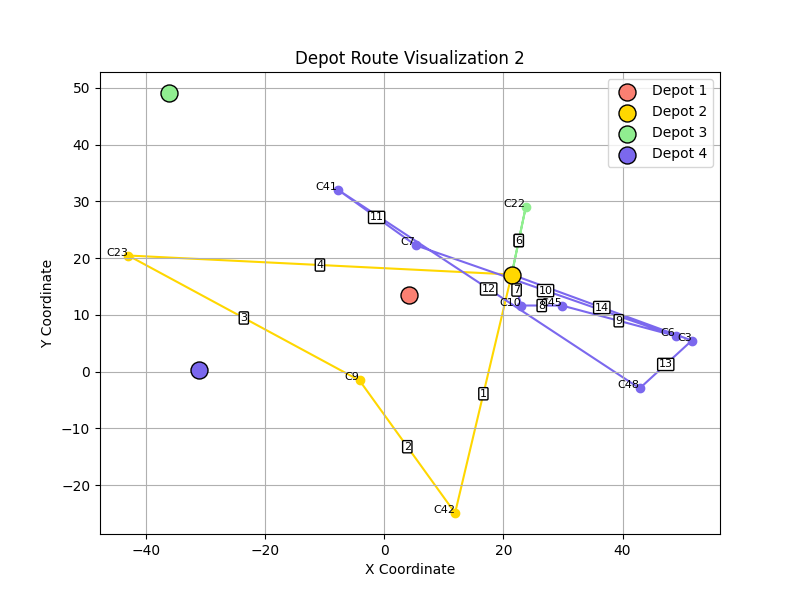 Depot Route Visualization 2
Depot 1
Depot 2
Depot 3
Depot 4
50
40
30
20
10
0
−10
−20
Y Coordinate
−40
−20
0
20
40
X Coordinate
C41
C7
C22
C23
C10
C45
C6
C3
C9
C48
C42
1
2
3
4
6
7
8
9
10
11
12
13
14